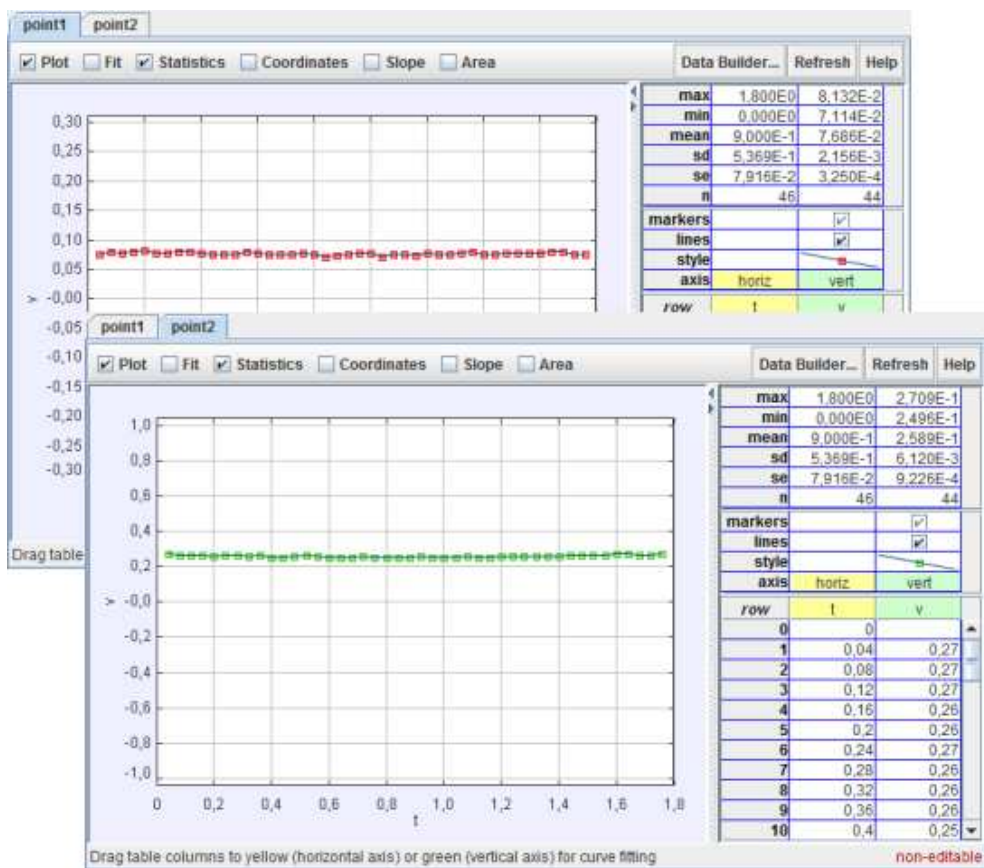 point1 point2
Plot Fit Statistics Coordinates Slope Area Data Builder... Refresh Help
max 1,800E0 8,132E-2
min 0,000E0 7,114E-2
mean 9,000E-1 7,686E-2
sd 5,369E-1 2,156E-3
se 7,916E-2 3,250E-4
n 46 44
markers
lines
style
axis horiz vert
row t v
0,30
0,25
0,20
0,15
0,10
0,05
-0,00
-0,05
-0,10
-0,15
-0,20
-0,25
-0,30
v
Drag table
point1 point2
Plot Fit Statistics Coordinates Slope Area Data Builder... Refresh Help
max 1,800E0 2,709E-1
min 0,000E0 2,496E-1
mean 9,000E-1 2,589E-1
sd 5,369E-1 6,120E-3
se 7,916E-2 9,226E-4
n 46 44
markers
lines
style
axis horiz vert
row t v
0 0
1 0,04 0,27
2 0,08 0,27
3 0,12 0,27
4 0,16 0,26
5 0,2 0,26
6 0,24 0,27
7 0,28 0,26
8 0,32 0,26
9 0,36 0,26
10 0,4 0,25
1,0
0,8
0,6
0,4
0,2
-0,0
-0,2
-0,4
-0,6
-0,8
-1,0
v
0 0,2 0,4 0,6 0,8 1,0 1,2 1,4 1,6 1,8
t
Drag table columns to yellow (horizontal axis) or green (vertical axis) for curve fitting non-editable